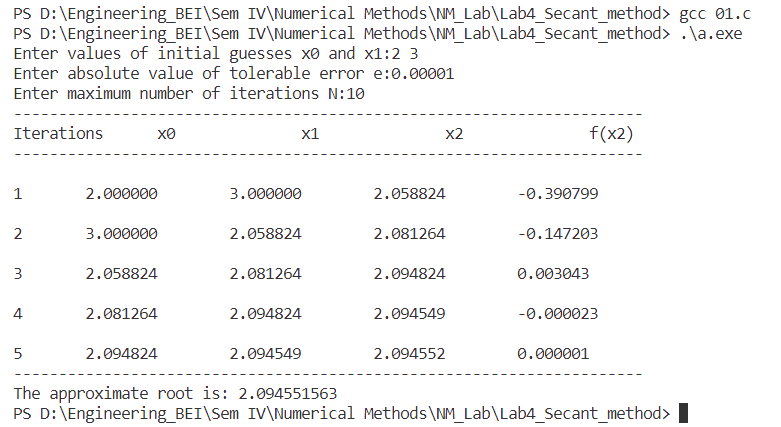 PS D:\Engineering_BEI\Sem IV\Numerical Methods\NM_Lab\Lab4_Secant_method> gcc 01.c
PS D:\Engineering_BEI\Sem IV\Numerical Methods\NM_Lab\Lab4_Secant_method> .\a.exe
Enter values of initial guesses x0 and x1:2 3
Enter absolute value of tolerable error e:0.00001
Enter maximum number of iterations N:10
----------------------------------------------------------------------
Iterations      x0              x1              x2              f(x2)
----------------------------------------------------------------------
1       2.000000        3.000000        2.058824        -0.390799
2       3.000000        2.058824        2.081264        -0.147203
3       2.058824        2.081264        2.094824        0.003043
4       2.081264        2.094824        2.094549        -0.000023
5       2.094824        2.094549        2.094552        0.000001
----------------------------------------------------------------------
The approximate root is: 2.094551563
PS D:\Engineering_BEI\Sem IV\Numerical Methods\NM_Lab\Lab4_Secant_method>